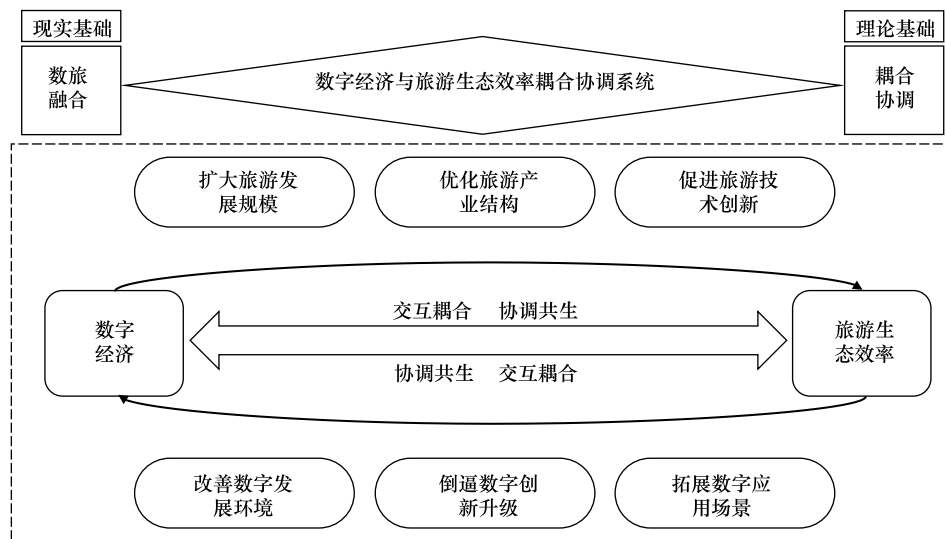 现实基础
理论基础
数旅
融合
数字经济与旅游生态效率耦合协调系统
耦合
协调
扩大旅游发
展规模
优化旅游产
业结构
促进旅游技
术创新
数字
经济
交互耦合 协调共生
协调共生 交互耦合
旅游生
态效率
改善数字发
展环境
倒逼数字创
新升级
拓展数字应
用场景